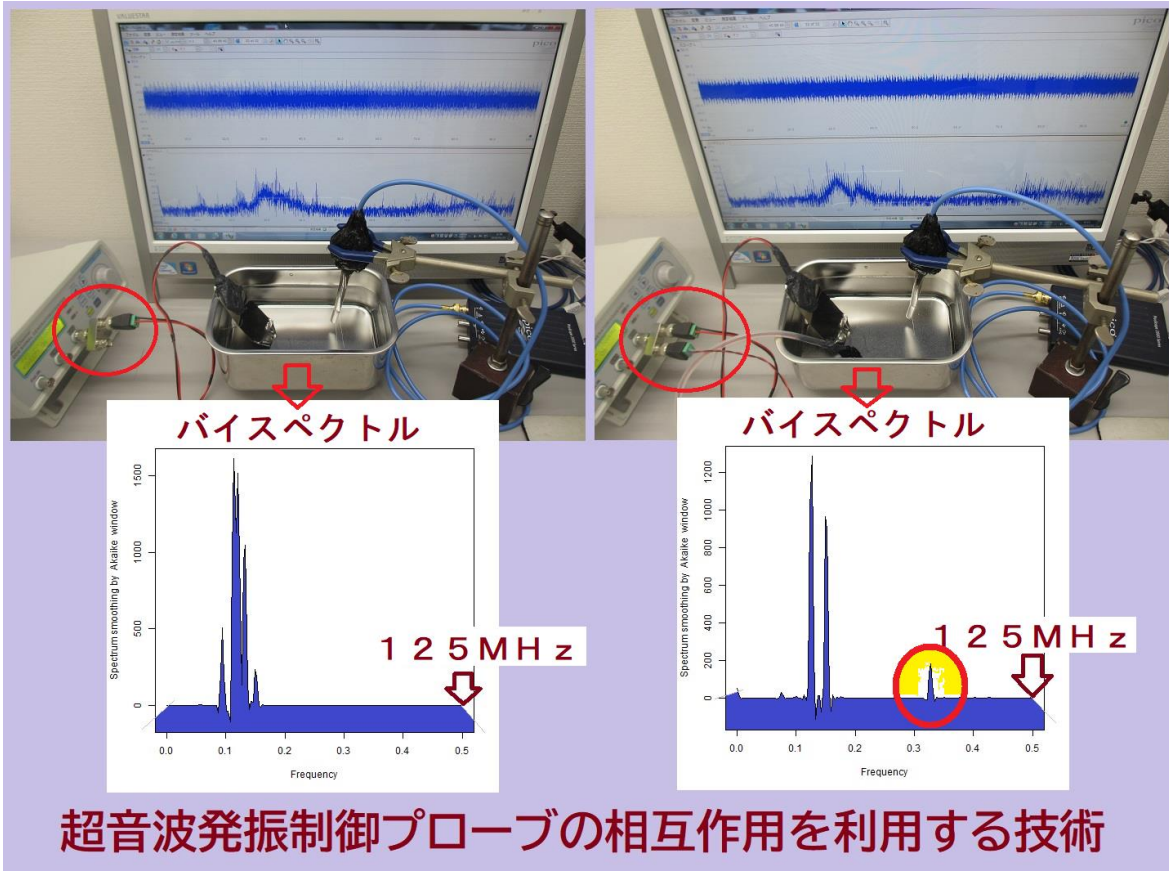 VALUESTAR
pico
pico
バイスペクトル
Spectrum smoothing by Akaike window
1500
1000
500
0
125MHz
0.0 0.1 0.2 0.3 0.4 0.5
Frequency
バイスペクトル
Spectrum smoothing by Akaike window
1200
1000
800
600
400
200
0
125MHz
0.0 0.1 0.2 0.3 0.4 0.5
Frequency
超音波発振制御プローブの相互作用を利用する技術